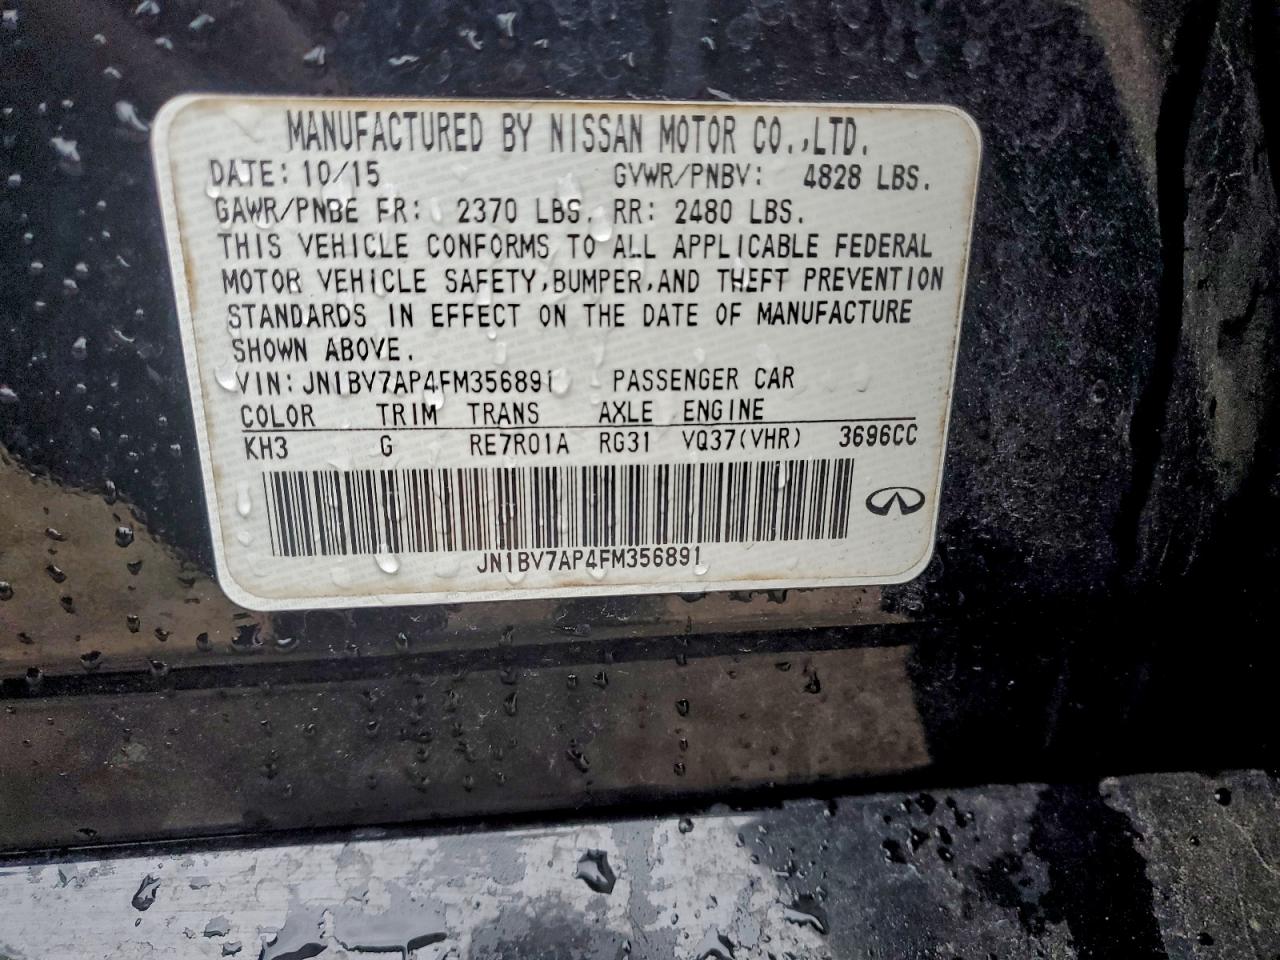 MANUFACTURED BY NISSAN MOTOR CO.,LTD.
DATE: 10/15 GVWR/PNBV: 4828 LBS.
GAWR/PNBE FR: 2370 LBS. RR: 2480 LBS.
THIS VEHICLE CONFORMS TO ALL APPLICABLE FEDERAL
MOTOR VEHICLE SAFETY,BUMPER,AND THEFT PREVENTION
STANDARDS IN EFFECT ON THE DATE OF MANUFACTURE
SHOWN ABOVE.
VIN: JN1BV7AP4FM356891 PASSENGER CAR
COLOR TRIM TRANS AXLE ENGINE
KH3 G RE7R01A RG31 VQ37(VHR) 3696CC
JN1BV7AP4FM356891